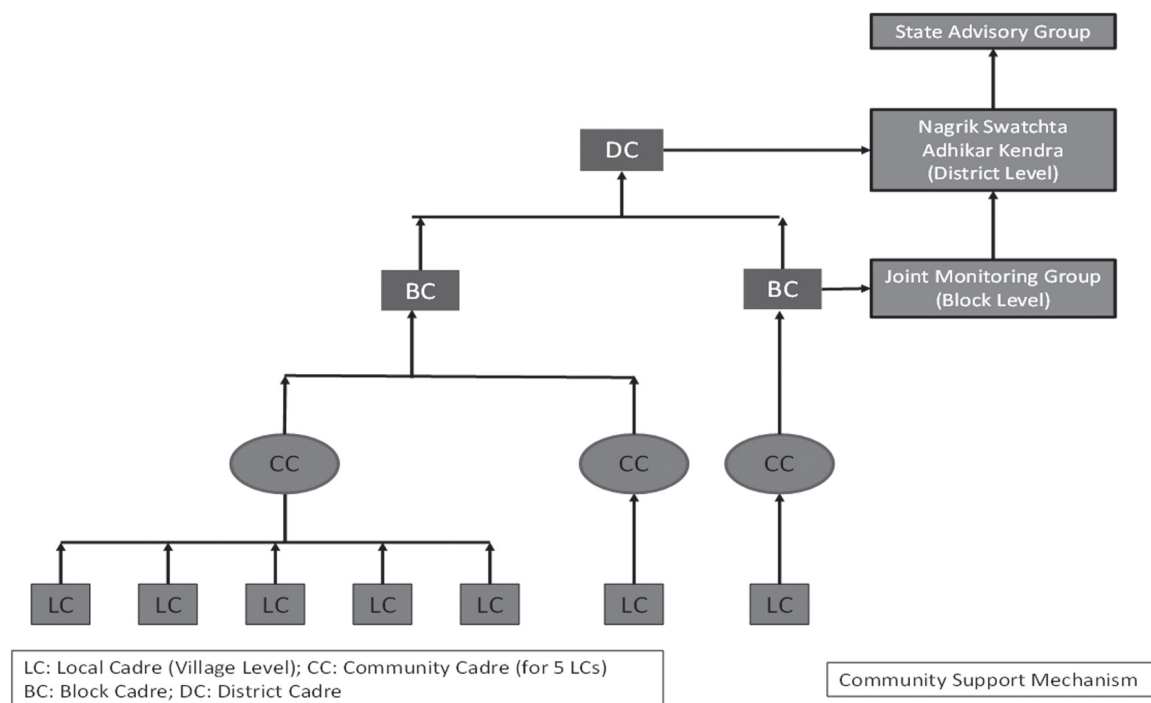 State Advisory Group
Nagrik Swatchta
Adhikar Kendra
(District Level)
DC
BC
BC
Joint Monitoring Group
(Block Level)
CC
CC
CC
LC
LC
LC
LC
LC
LC
LC
LC: Local Cadre (Village Level); CC: Community Cadre (for 5 LCs)
BC: Block Cadre; DC: District Cadre
Community Support Mechanism